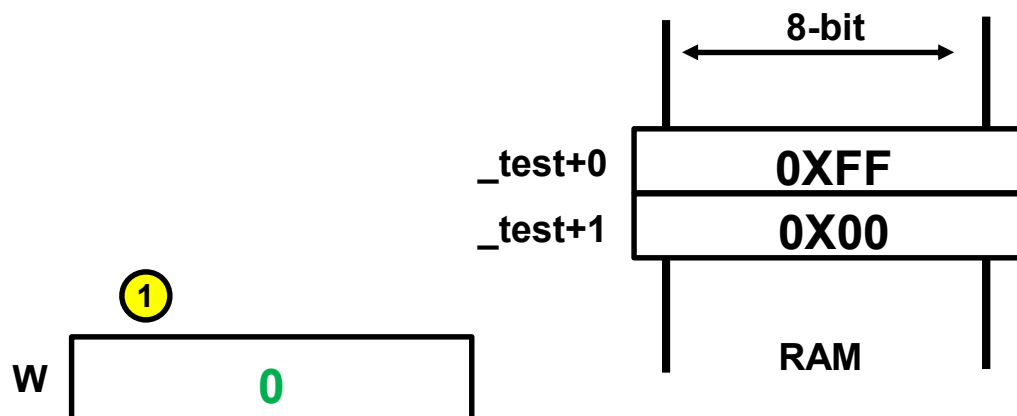 8-bit
_test+0 0XFF
_test+1 0X00
1
RAM
W 0